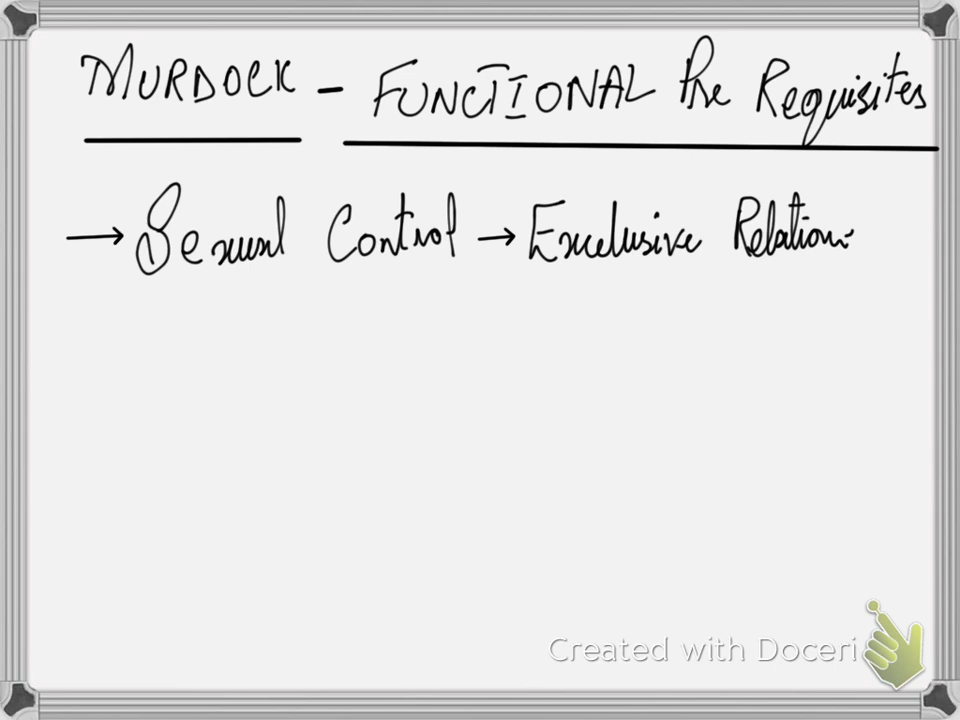 MURDOCK - FUNCTIONAL Pre Requisites
→ Sexual Control → Exclusive Relation.
Created with Doceri